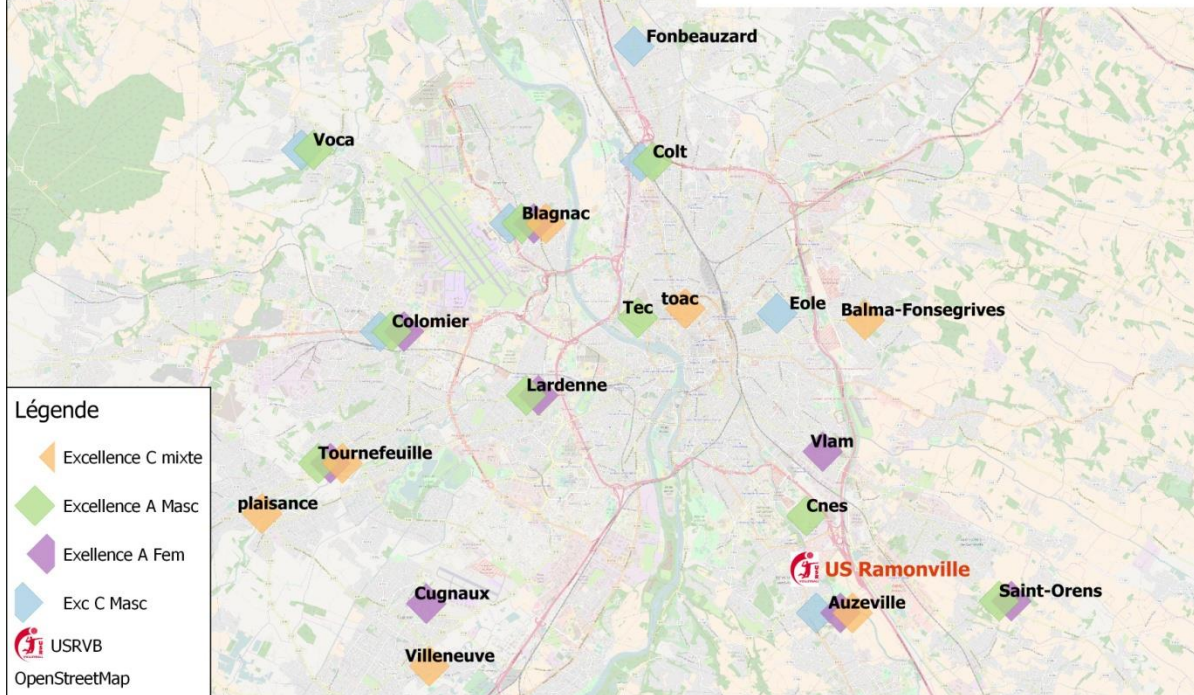 Fonbeauzard
Voca
Colt
Blagnac
Tec
toac
Eole
Balma-Fonsegrives
Colomier
Lardenne
Vlam
Tournefeuille
plaisance
Cnes
US Ramonville
Cugnaux
Auzeville
Saint-Orens
Villeneuve
Légende
Excellence C mixte
Excellence A Masc
Exellence A Fem
Exc C Masc
USRVB
OpenStreetMap